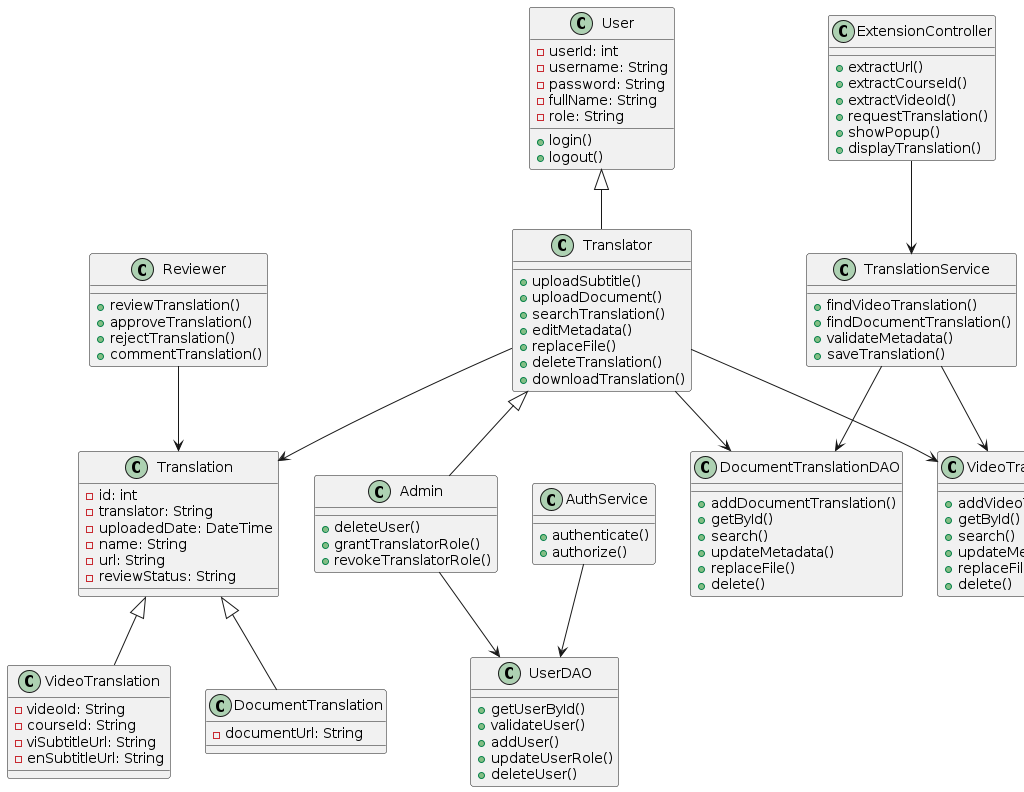 User
userId: int
username: String
password: String
fullName: String
role: String
login()
logout()
ExtensionController
extractUrl()
extractCourseId()
extractVideoId()
requestTranslation()
showPopup()
displayTranslation()
Reviewer
reviewTranslation()
approveTranslation()
rejectTranslation()
commentTranslation()
Translator
uploadSubtitle()
uploadDocument()
searchTranslation()
editMetadata()
replaceFile()
deleteTranslation()
downloadTranslation()
TranslationService
findVideoTranslation()
findDocumentTranslation()
validateMetadata()
saveTranslation()
Translation
id: int
translator: String
uploadedDate: DateTime
name: String
url: String
reviewStatus: String
Admin
deleteUser()
grantTranslatorRole()
revokeTranslatorRole()
AuthService
authenticate()
authorize()
DocumentTranslationDAO
addDocumentTranslation()
getById()
search()
updateMetadata()
replaceFile()
delete()
getById()
search()
delete()
VideoTranslation
videoId: String
courseId: String
viSubtitleUrl: String
enSubtitleUrl: String
DocumentTranslation
documentUrl: String
UserDAO
getUserById()
validateUser()
addUser()
updateUserRole()
deleteUser()